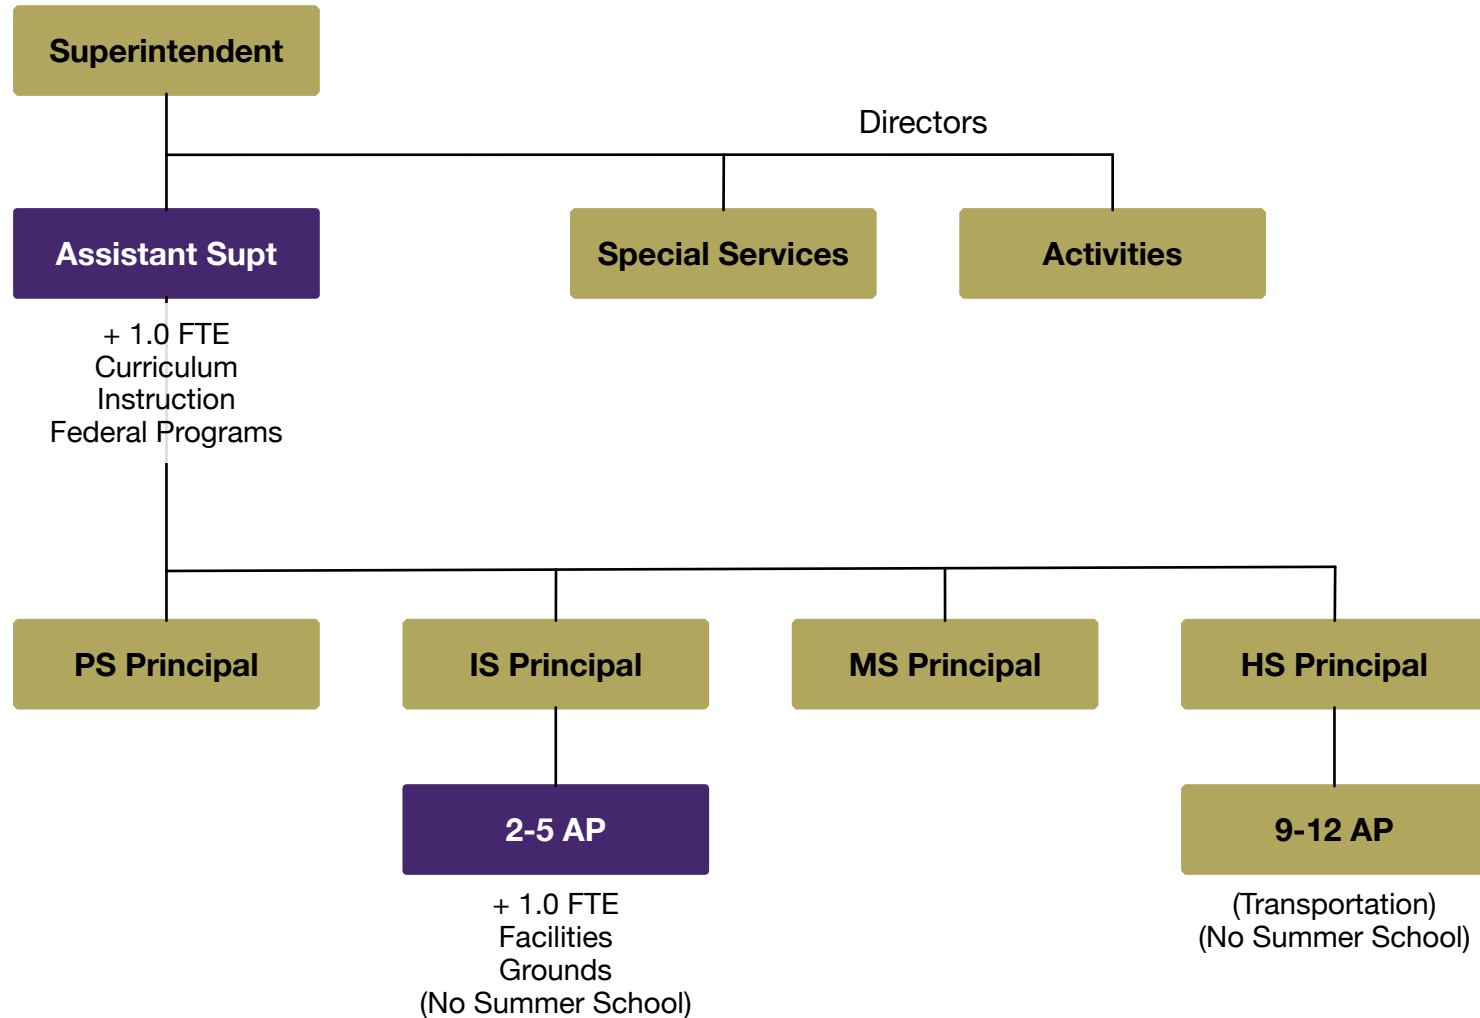 Superintendent
Directors
Assistant Supt
Special Services
Activities
+ 1.0 FTE
Curriculum
Instruction
Federal Programs
PS Principal
IS Principal
MS Principal
HS Principal
2-5 AP
9-12 AP
+ 1.0 FTE
Facilities
Grounds
(No Summer School)
(Transportation)
(No Summer School)